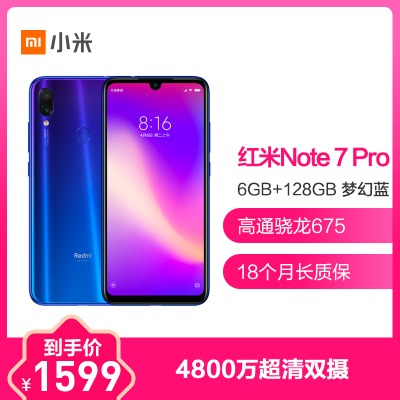 小米
8:16
红米Note 7 Pro
6GB+128GB 梦幻蓝
高通骁龙675
18个月长质保
Redmi
到手价
¥1599
4800万超清双摄